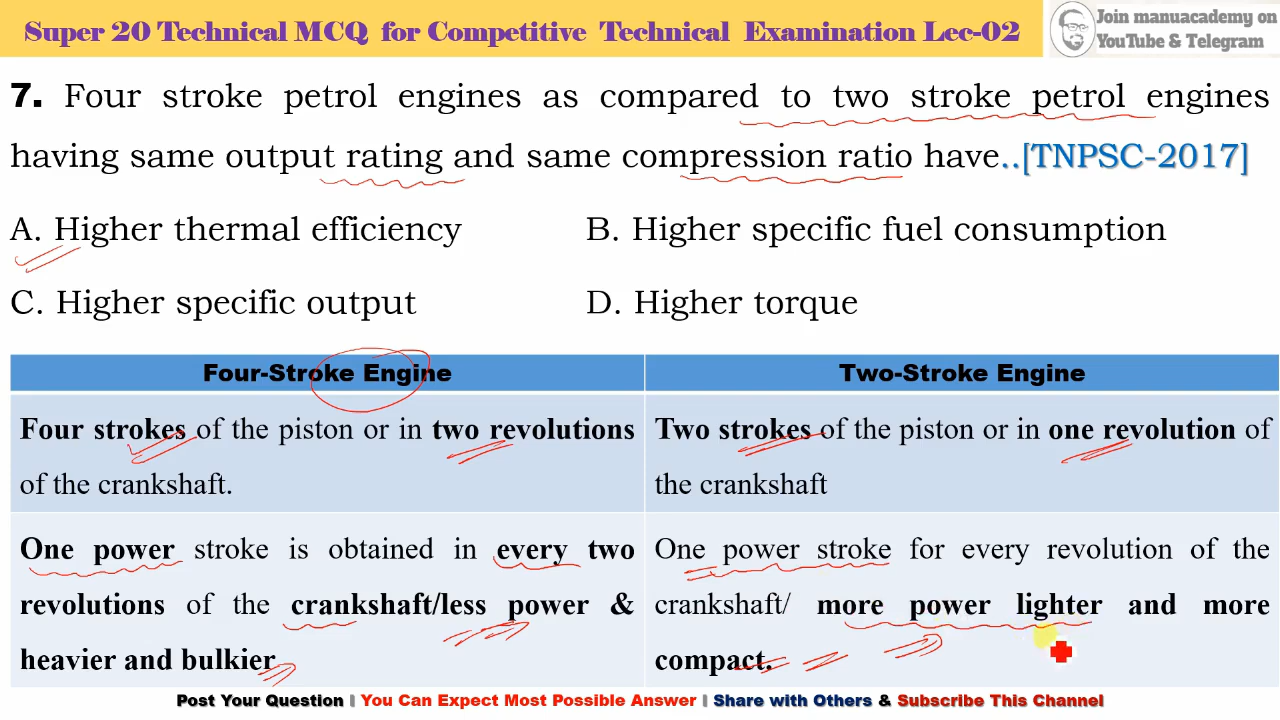 Super 20 Technical MCQ for Competitive Technical Examination Lec-02
Join manuacademy on
YouTube & Telegram
7. Four stroke petrol engines as compared to two stroke petrol engines
having same output rating and same compression ratio have..[TNPSC-2017]
A. Higher thermal efficiency
B. Higher specific fuel consumption
C. Higher specific output
D. Higher torque
Four-Stroke Engine
Two-Stroke Engine
Four strokes of the piston or in two revolutions
of the crankshaft.
Two strokes of the piston or in one revolution of
the crankshaft
One power stroke is obtained in every two
revolutions of the crankshaft/less power &
heavier and bulkier
One power stroke for every revolution of the
crankshaft/ more power lighter and more
compact.
Post Your Question | You Can Expect Most Possible Answer | Share with Others & Subscribe This Channel